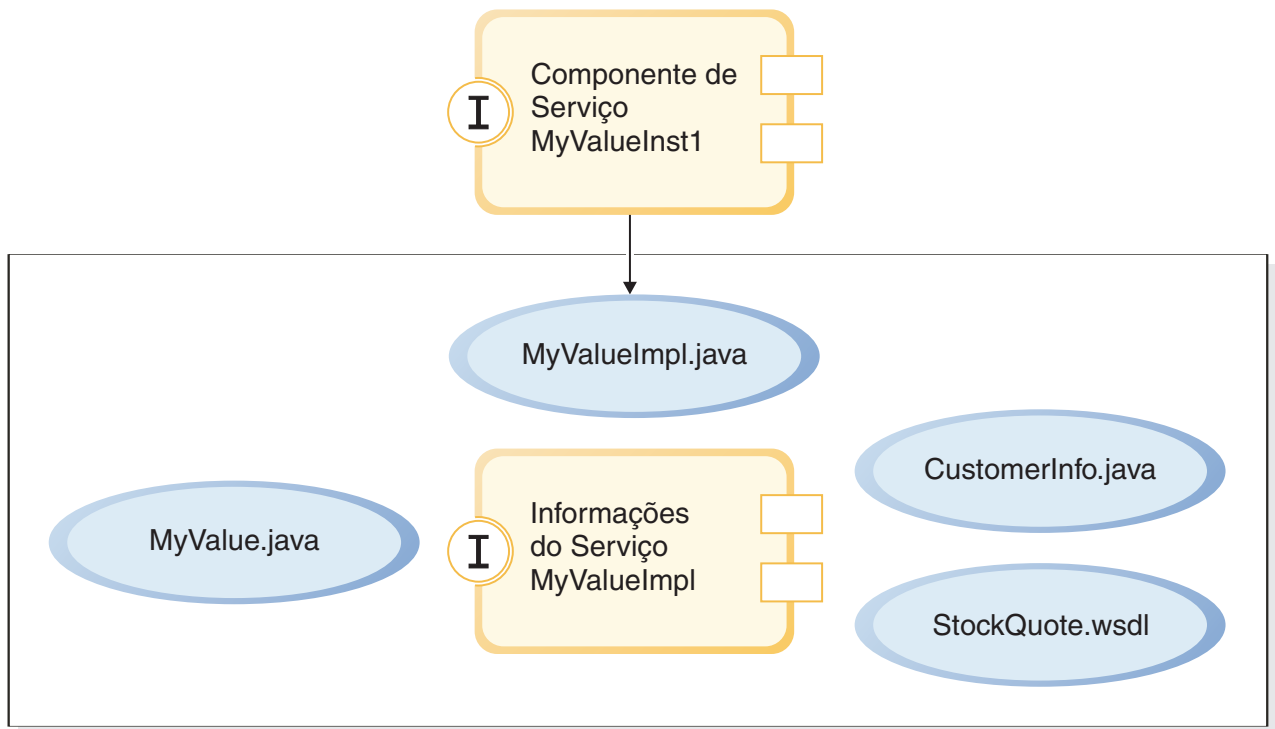 Componente de
Serviço
MyValueInst1
I
MyValueImpl.java
CustomerInfo.java
MyValue.java
Informações
do Serviço
MyValueImpl
I
StockQuote.wsdl